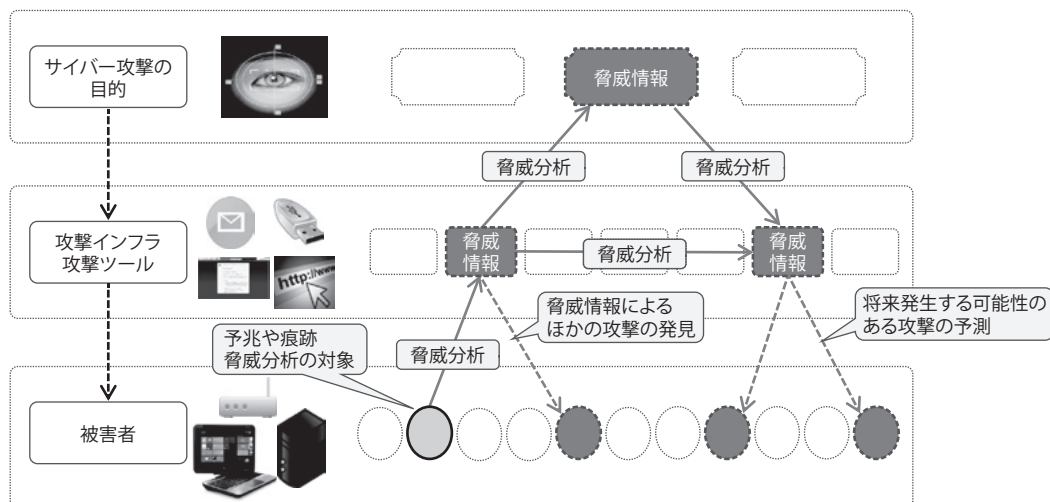 サイバー攻撃の
目的
脅威情報
脅威分析
脅威分析
攻撃インフラ
攻撃ツール
http://www
脅威
情報
脅威分析
脅威
情報
脅威情報による
ほかの攻撃の発見
将来発生する可能性の
ある攻撃の予測
予兆や痕跡
脅威分析の対象
脅威分析
被害者